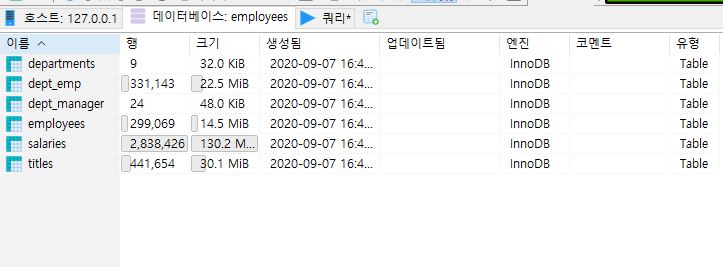 호스트: 127.0.0.1 데이터베이스: employees 쿼리*
이름 행 크기 생성됨 업데이트됨 엔진 코멘트 유형
departments 9 32.0 KiB 2020-09-07 16:4... InnoDB Table
dept_emp 331,143 22.5 MiB 2020-09-07 16:4... InnoDB Table
dept_manager 24 48.0 KiB 2020-09-07 16:4... InnoDB Table
employees 299,069 14.5 MiB 2020-09-07 16:4... InnoDB Table
salaries 2,838,426 130.2 M... 2020-09-07 16:4... InnoDB Table
titles 441,654 30.1 MiB 2020-09-07 16:4... InnoDB Table